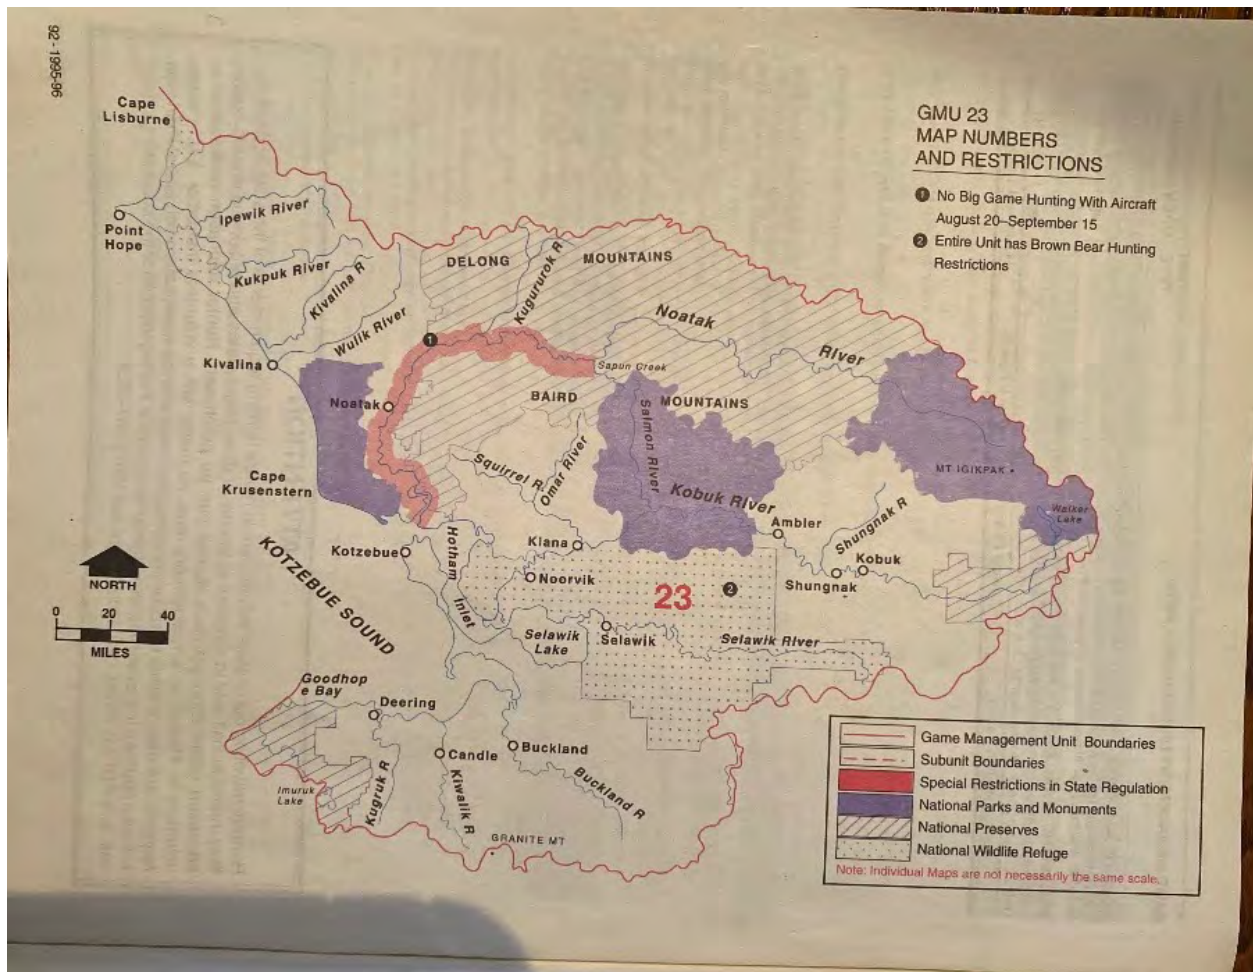 92 - 1995-96
GMU 23
MAP NUMBERS
AND RESTRICTIONS
1 No Big Game Hunting With Aircraft
August 20–September 15
2 Entire Unit has Brown Bear Hunting
Restrictions
Cape
Lisburne
Point
Hope
Ipewik River
Kukpuk River
Kivalina R
Wulik River
Kivalina
DELONG
MOUNTAINS
Kugururok R
Noatak
River
1
Sapun Creek
Noatak
BAIRD
MOUNTAINS
Salmon River
Squirrel R.
Omar River
Kobuk River
MT IGIKPAK
Walker
Lake
Cape
Krusenstern
Ambler
Shungnak R
Kobuk
Shungnak
Kiana
Kotzebue
Hotham
Inlet
Noorvik
23
2
NORTH
0 20 40
MILES
KOTZEBUE SOUND
Selawik
Lake
Selawik
Selawik River
Goodhop
e Bay
Deering
Candle
Buckland
Buckland R
Imuruk
Lake
Kugruk R
Kiwalik R
GRANITE MT
Game Management Unit Boundaries
Subunit Boundaries
Special Restrictions in State Regulation
National Parks and Monuments
National Preserves
National Wildlife Refuge
Note: Individual Maps are not necessarily the same scale.